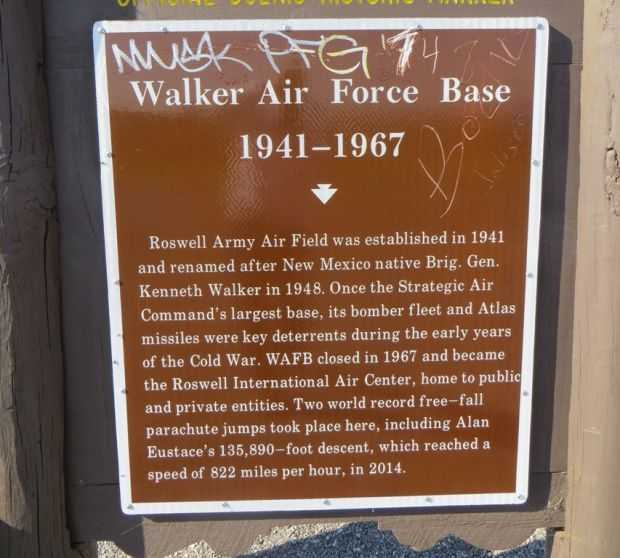 OFFICIAL SCENIC HISTORIC MARKER
Walker Air Force Base
1941–1967
Roswell Army Air Field was established in 1941
and renamed after New Mexico native Brig. Gen.
Kenneth Walker in 1948. Once the Strategic Air
Command's largest base, its bomber fleet and Atlas
missiles were key deterrents during the early years
of the Cold War. WAFB closed in 1967 and became
the Roswell International Air Center, home to public
and private entities. Two world record free–fall
parachute jumps took place here, including Alan
Eustace's 135,890–foot descent, which reached a
speed of 822 miles per hour, in 2014.